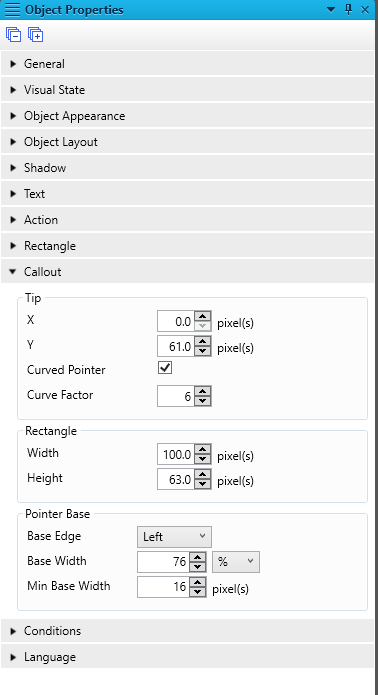 Object Properties
General
Visual State
Object Appearance
Object Layout
Shadow
Text
Action
Rectangle
Callout
Tip
X 0.0 pixel(s)
Y 61.0 pixel(s)
Curved Pointer
Curve Factor 6
Rectangle
Width 100.0 pixel(s)
Height 63.0 pixel(s)
Pointer Base
Base Edge Left
Base Width 76 %
Min Base Width 16 pixel(s)
Conditions
Language